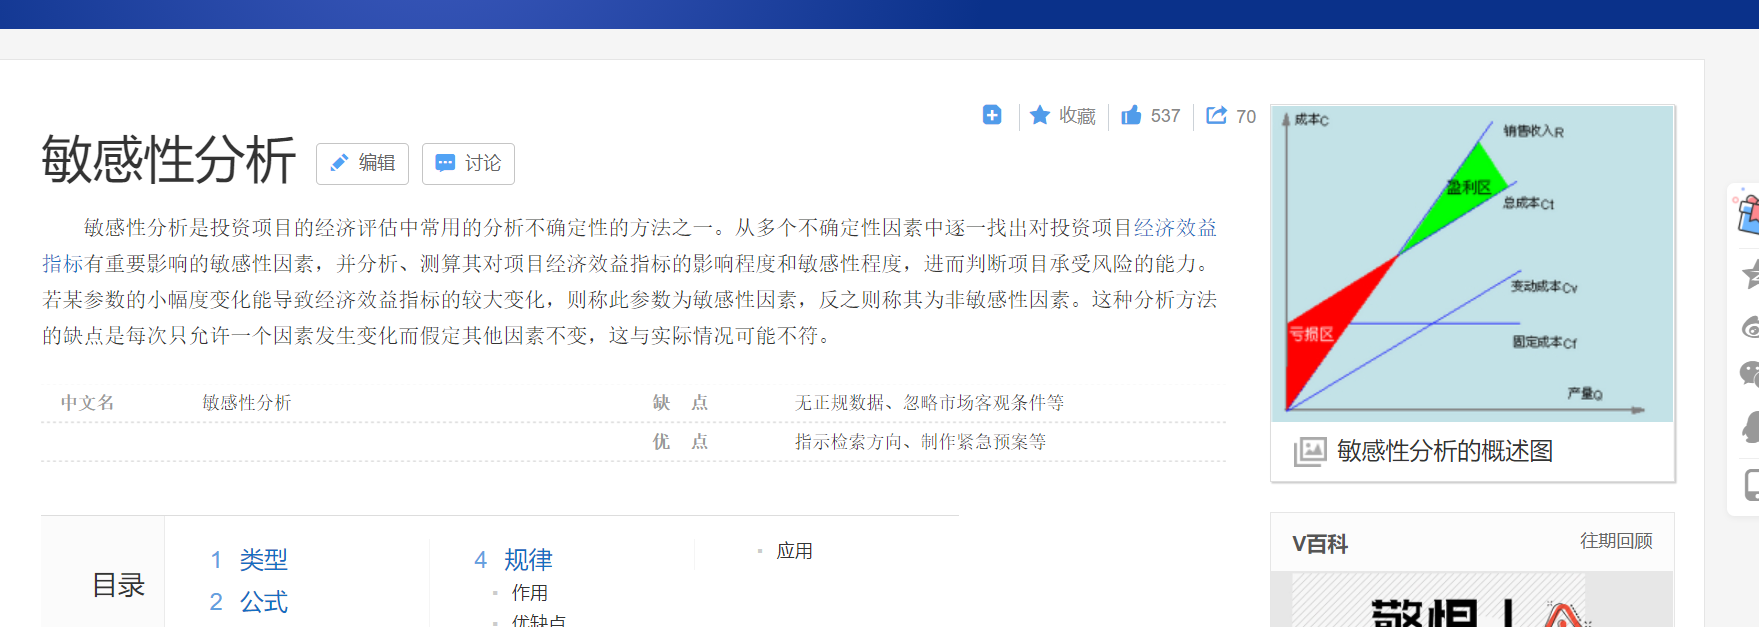 收藏
537
70
敏感性分析
编辑
讨论
敏感性分析是投资项目的经济评估中常用的分析不确定性的方法之一。从多个不确定性因素中逐一找出对投资项目经济效益
指标有重要影响的敏感性因素，并分析、测算其对项目经济效益指标的影响程度和敏感性程度，进而判断项目承受风险的能力。
若某参数的小幅度变化能导致经济效益指标的较大变化，则称此参数为敏感性因素，反之则称其为非敏感性因素。这种分析方法
的缺点是每次只允许一个因素发生变化而假定其他因素不变，这与实际情况可能不符。
中文名 敏感性分析 缺 点 无正规数据、忽略市场客观条件等
优 点 指示检索方向、制作紧急预案等
成本C
销售收入R
盈利区
总成本Ct
变动成本Cv
亏损区
固定成本Cf
产量Q
敏感性分析的概述图
目录
1 类型
2 公式
4 规律
作用
优缺点
应用
V百科 往期回顾
敬惧！